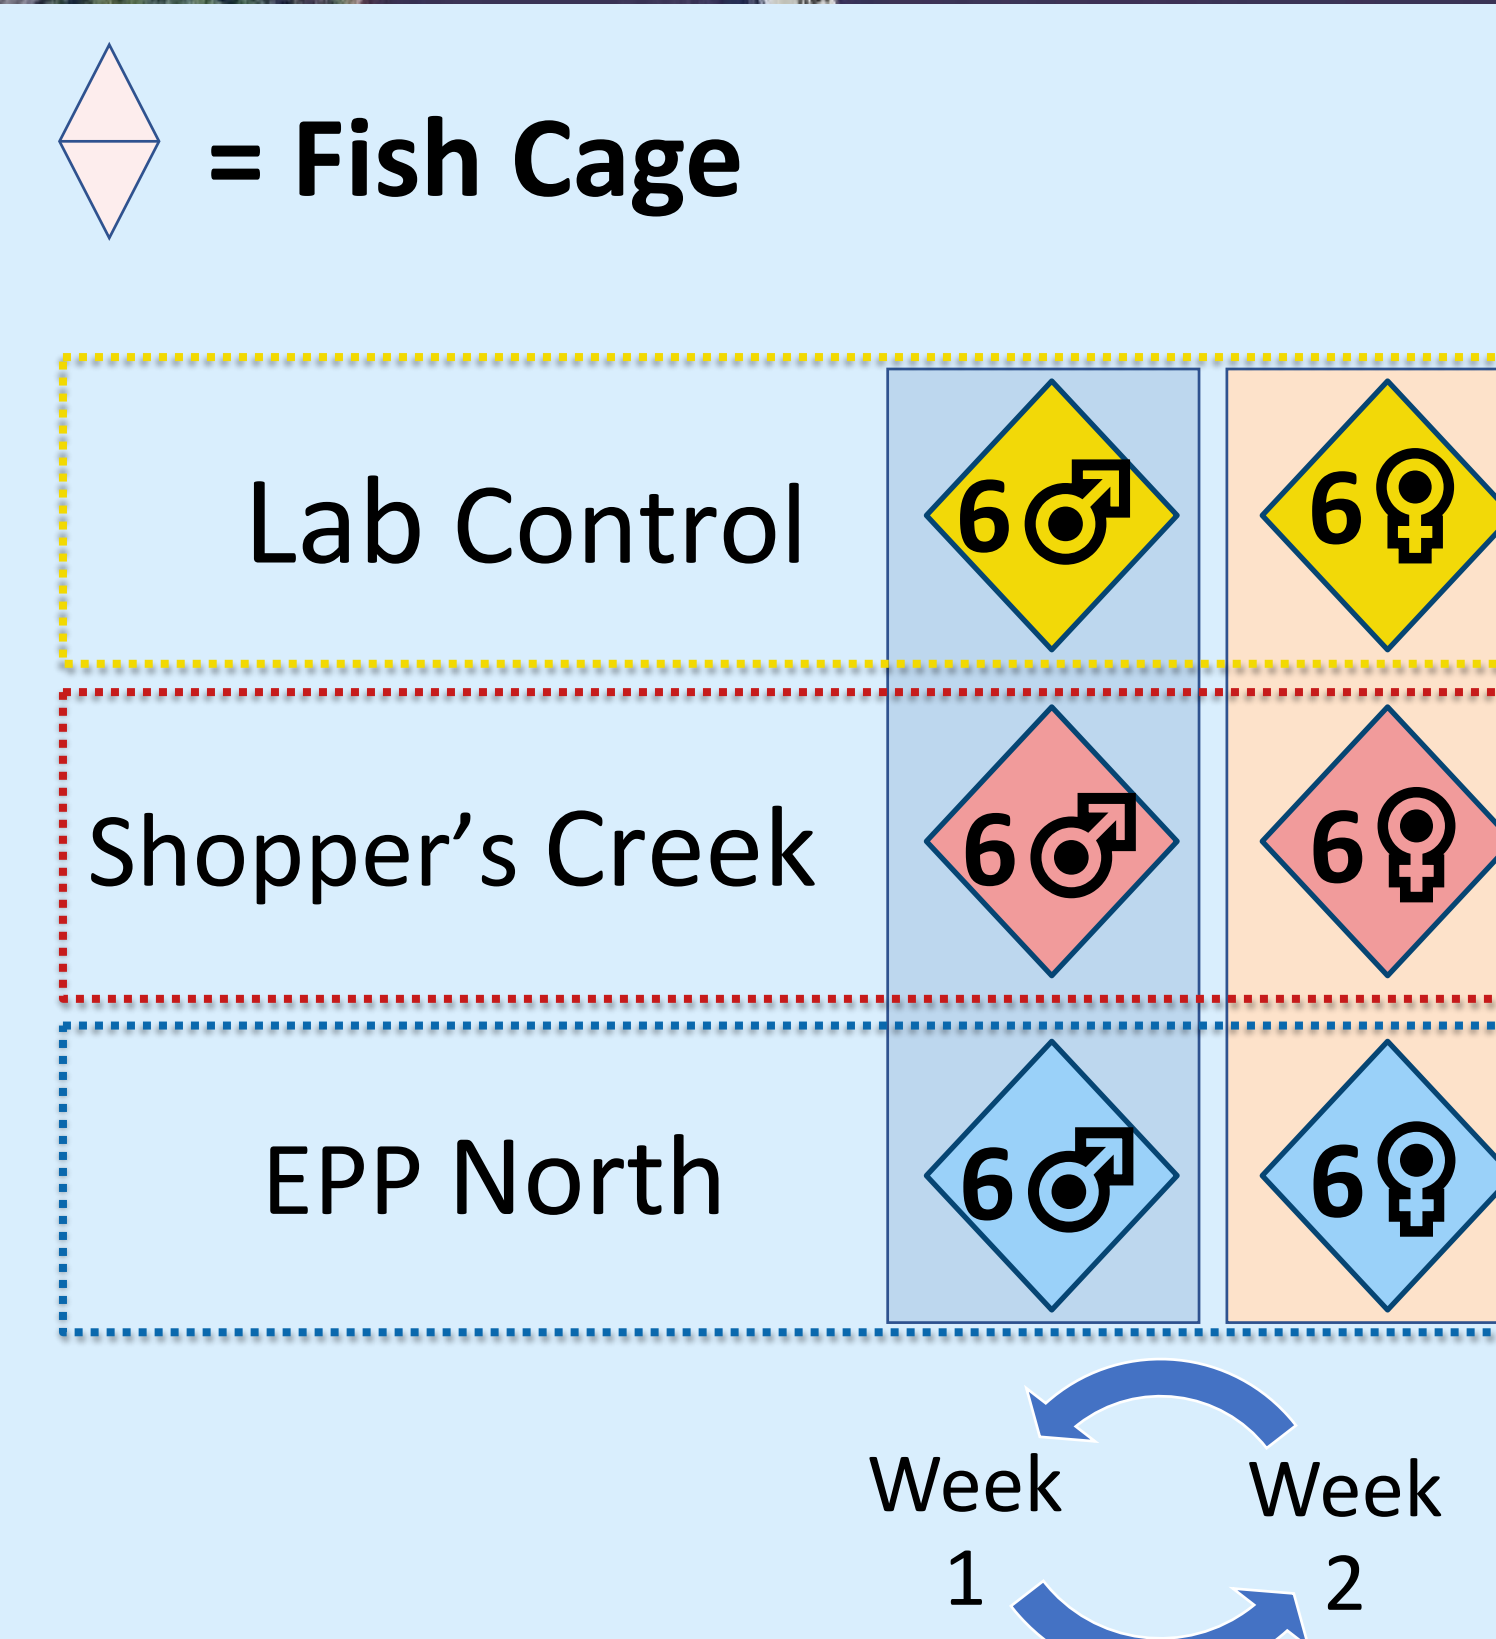 = Fish Cage
Lab Control
6♂
6♀
Shopper’s Creek
6♂
6♀
EPP North
6♂
6♀
Week
1
Week
2